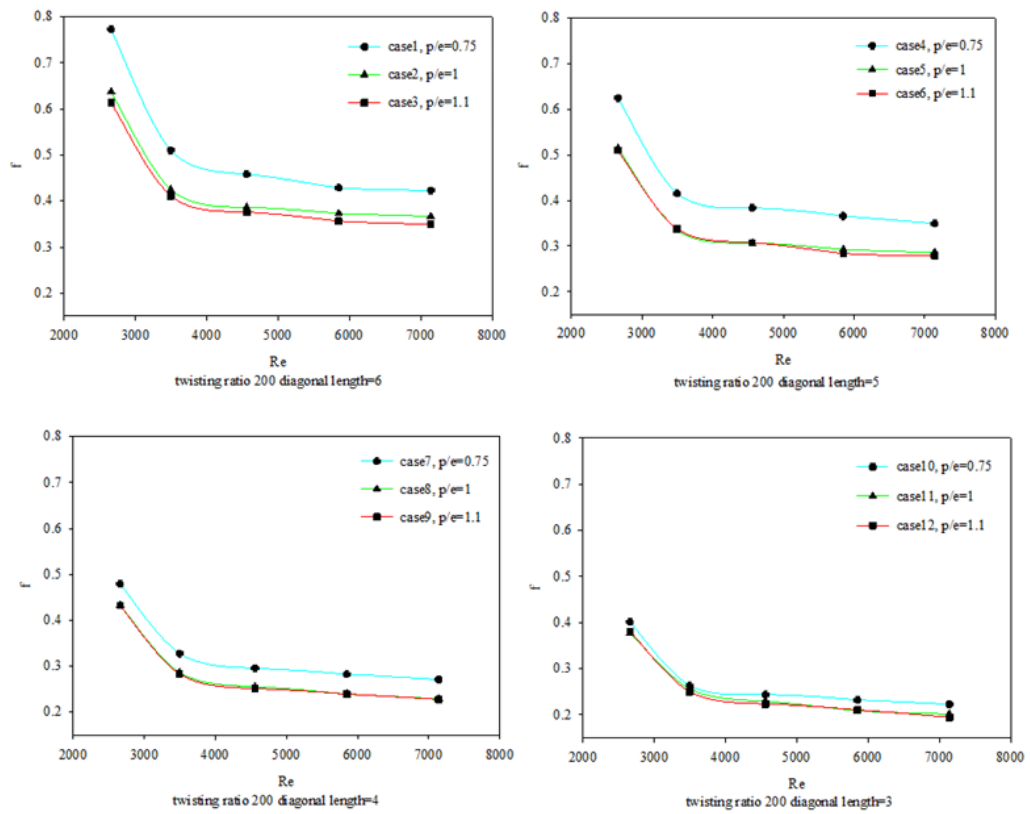 0.8
0.7
0.6
0.5
0.4
0.3
0.2
f
case1, p/e=0.75
case2, p/e=1
case3, p/e=1.1
2000 3000 4000 5000 6000 7000 8000
Re
twisting ratio 200 diagonal length=6
0.8
0.7
0.6
0.5
0.4
0.3
0.2
f
case4, p/e=0.75
case5, p/e=1
case6, p/e=1.1
2000 3000 4000 5000 6000 7000 8000
Re
twisting ratio 200 diagonal length=5
0.8
0.7
0.6
0.5
0.4
0.3
0.2
f
case7, p/e=0.75
case8, p/e=1
case9, p/e=1.1
2000 3000 4000 5000 6000 7000 8000
Re
twisting ratio 200 diagonal length=4
0.8
0.7
0.6
0.5
0.4
0.3
0.2
f
case10, p/e=0.75
case11, p/e=1
case12, p/e=1.1
2000 3000 4000 5000 6000 7000 8000
Re
twisting ratio 200 diagonal length=3